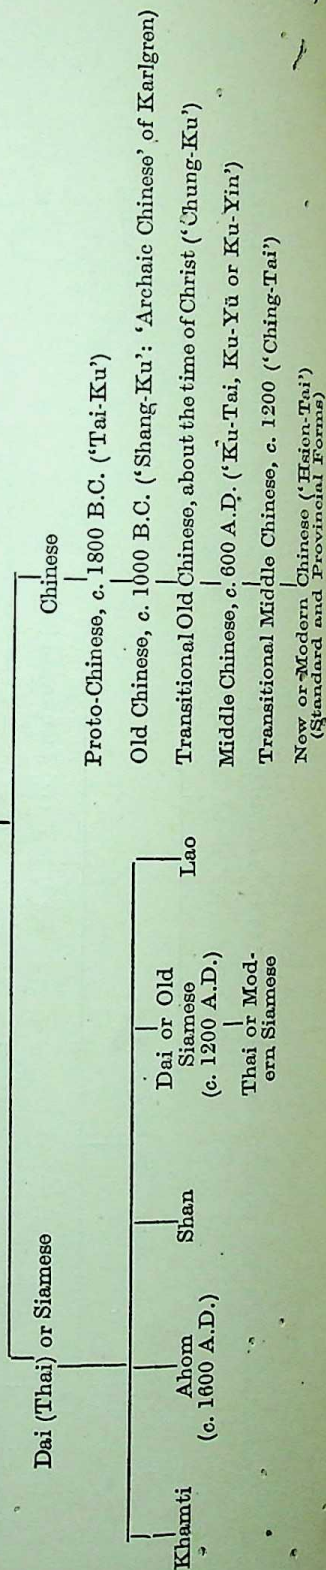 Dai (Thai) or Siamese
Khamti
Ahom
(c. 1600 A.D.)
Shan
Dai or Old
Siamese
(c. 1200 A.D.)
Thai or Mod-
ern Siamese
Lao
Chinese
Proto-Chinese, c. 1800 B.C. (‘Tai-Ku’)
Old Chinese, c. 1000 B.C. (‘Shang-Ku’: ‘Archaic Chinese’ of Karlgren)
Transitional Old Chinese, about the time of Christ (‘Chung-Ku’)
Middle Chinese, c. 600 A.D. (‘Ku-Tai, Ku-Yü or Ku-Yin’)
Transitional Middle Chinese, c. 1200 (‘Ching-Tai’)
New or Modern Chinese (‘Hsien-Tai’)
(Standard and Provincial Forms)